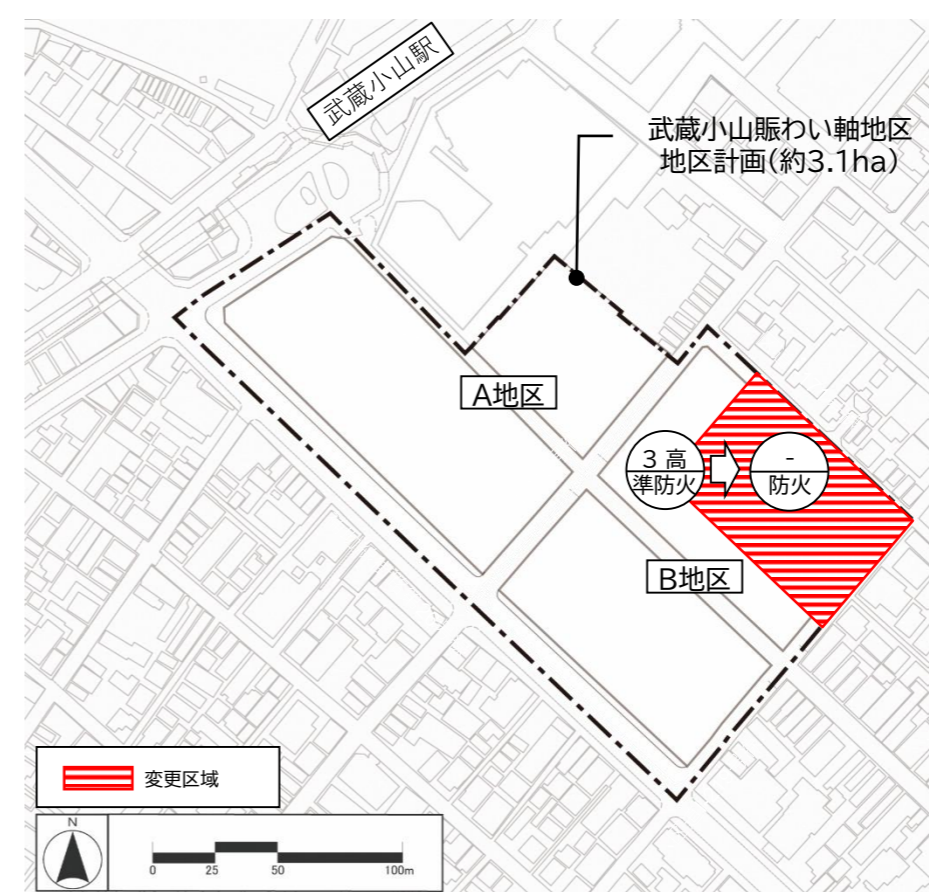 武蔵小山駅
武蔵小山賑わい軸地区
地区計画(約3.1ha)
A地区
3 高
準防火
-
防火
B地区
変更区域
N
0 25 50 100m